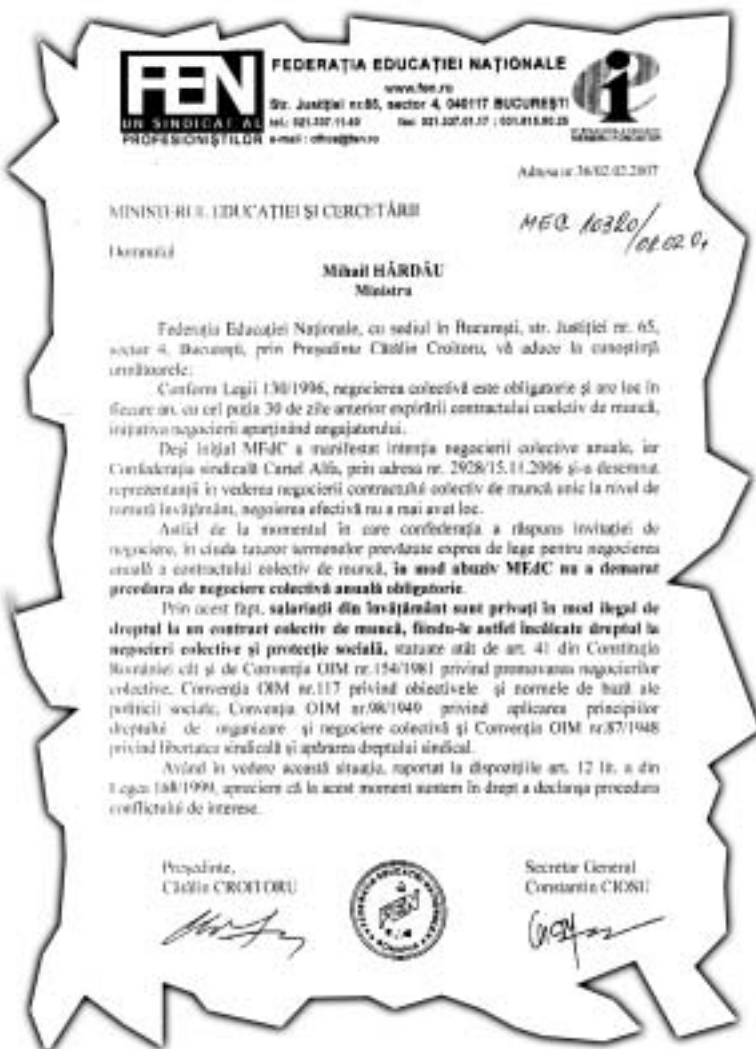 FEN
UN SINDICAT AL
PROFESIONIȘTILOR
FEDERAȚIA EDUCAȚIEI NAȚIONALE
www.fen.ro
Str. Justiției nr.65, sector 4, 040117 BUCUREȘTI
e-mail : office@fen.ro
Adresa nr.36/02.02.2007
MINISTERUL EDUCAȚIEI ȘI CERCETĂRII
MEC 10320/
Domnului
Mihail HĂRDĂU
Ministru
Federația Educației Naționale, cu sediul în București, str. Justiției nr. 65,
sector 4, București, prin Președinte Cătălin Croitoru, vă aduce la cunoștință
următoarele:
Conform Legii 130/1996, negocierea colectivă este obligatorie și are loc în
fiecare an, cu cel puțin 30 de zile anterior expirării contractului coelctiv de muncă,
inițiativa negocierii aparținând angajatorului.
Deși inițial MEdC a manifestat intenția negocierii colective anuale, iar
Confederația sindicală Cartel Alfa, prin adresa nr. 2928/15.11.2006 și-a desemnat
reprezentanții în vederea negocierii contractului colectiv de muncă unic la nivel de
ramură învățământ, negoierea efectivă nu a mai avut loc.
Astfel de la momentul în care confederația a răspuns invitației de
negociere, în ciuda tuturor termenelor prevăzute expres de lege pentru negocierea
anuală a contractului colectiv de muncă, în mod abuziv MEdC nu a demarat
precdura de negociere colectivă anuală obligatorie.
Prin acest fapt, salariații din învățământ sunt privați în mod ilegal de
dreptul la un contract colectiv de muncă, fiindu-le astfel încălcate dreptul la
negocieri colective și protecție socială, statuate atât de art. 41 din Constituția
României cât și de Convenția OIM nr.154/1981 privind promovarea negocierilor
colective, Convenția OIM nr.117 privind obiectivele și normele de bază ale
politicii sociale, Convenția OIM nr.98/1949 privind aplicarea principiilor
dreptului de organizare și negociere colectivă și Convenția OIM nr.87/1948
privind libertatea sindicală și apărarea dreptului sindical.
Având în vedere această situație, raportat la dispozițiile art. 12 lit. a din
Legea 168/1999, apreciem că la acest moment suntem în drept a declanșa procedura
conflictului de interese.
Președinte,
Cătălin CROITORU
Secretar General
Constantin CIOSU
FEN